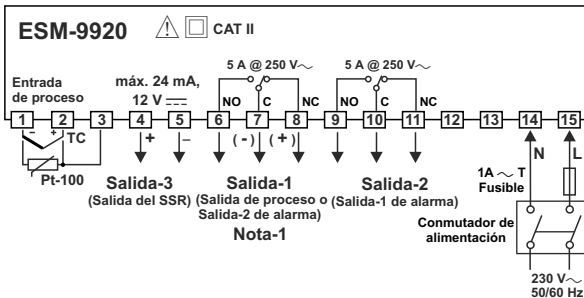 ESM-9920
CAT II
Entrada
de proceso
máx. 24 mA,
12 V
5 A @ 250 V~
5 A @ 250 V~
NO C NC NO C NC
1 2 3 4 5 6 7 8 9 10 11 12 13 14 15
− + TC
+ − (-) (+)
N L
Pt-100
Salida-3
(Salida del SSR)
Salida-1
(Salida de proceso o
Salida-2 de alarma)
Nota-1
Salida-2
(Salida-1 de alarma)
1A ~ T
Fusible
Conmutador de
alimentación
230 V~
50/60 Hz